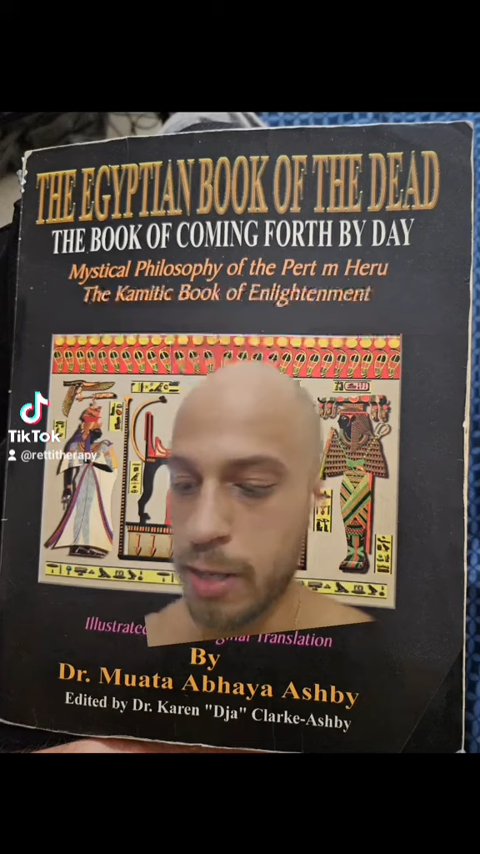 THE EGYPTIAN BOOK OF THE DEAD
THE BOOK OF COMING FORTH BY DAY
Mystical Philosophy of the Pert m Heru
The Kamitic Book of Enlightenment
TikTok
@rettitherapy
Illustrated Translation
By
Dr. Muata Abhaya Ashby
Edited by Dr. Karen "Dja" Clarke-Ashby